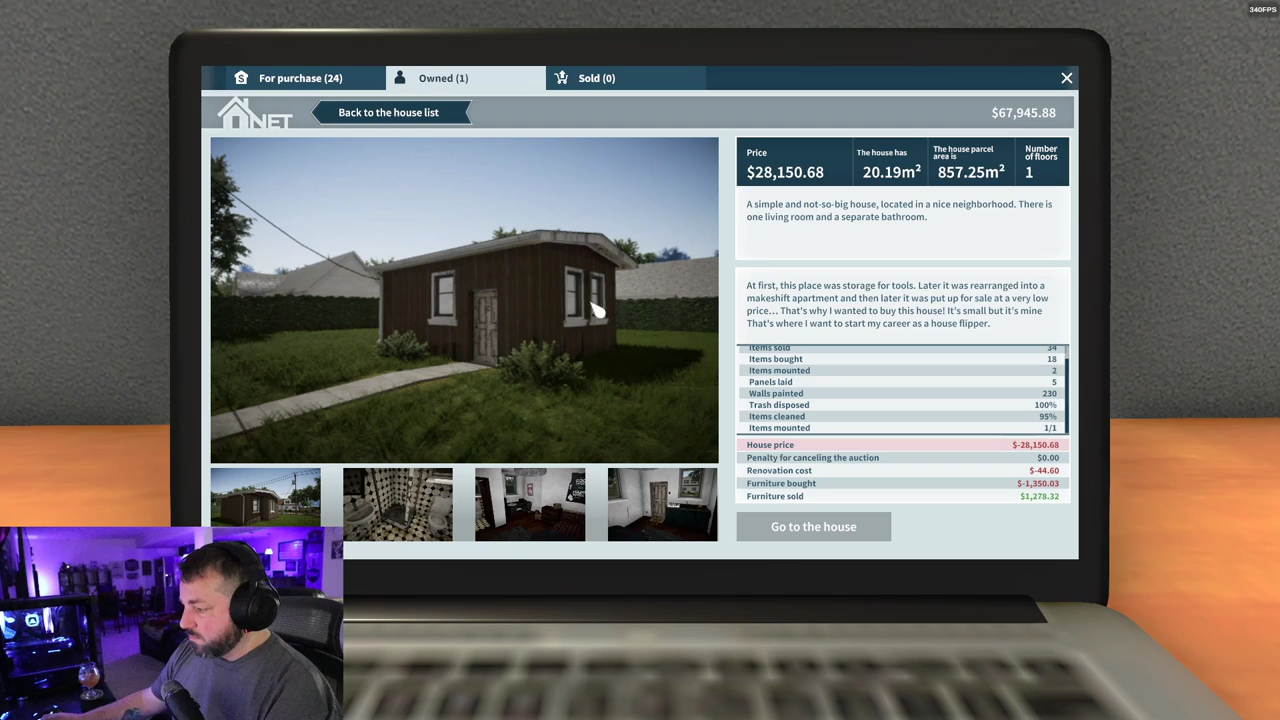 340FPS
For purchase (24)
Owned (1)
Sold (0)
NET
Back to the house list
$67,945.88
Price
$28,150.68
The house has
20.19m²
The house parcel
area is
857.25m²
Number
of floors
1
A simple and not-so-big house, located in a nice neighborhood. There is
one living room and a separate bathroom.
At first, this place was storage for tools. Later it was rearranged into a
makeshift apartment and then later it was put up for sale at a very low
price... That's why I wanted to buy this house! It's small but it's mine
That's where I want to start my career as a house flipper.
Items sold 34
Items bought 18
Items mounted 2
Panels laid 5
Walls painted 230
Trash disposed 100%
Items cleaned 95%
Items mounted 1/1
House price $-28,150.68
Penalty for canceling the auction $0.00
Renovation cost $-44.60
Furniture bought $-1,350.03
Furniture sold $1,278.32
Go to the house